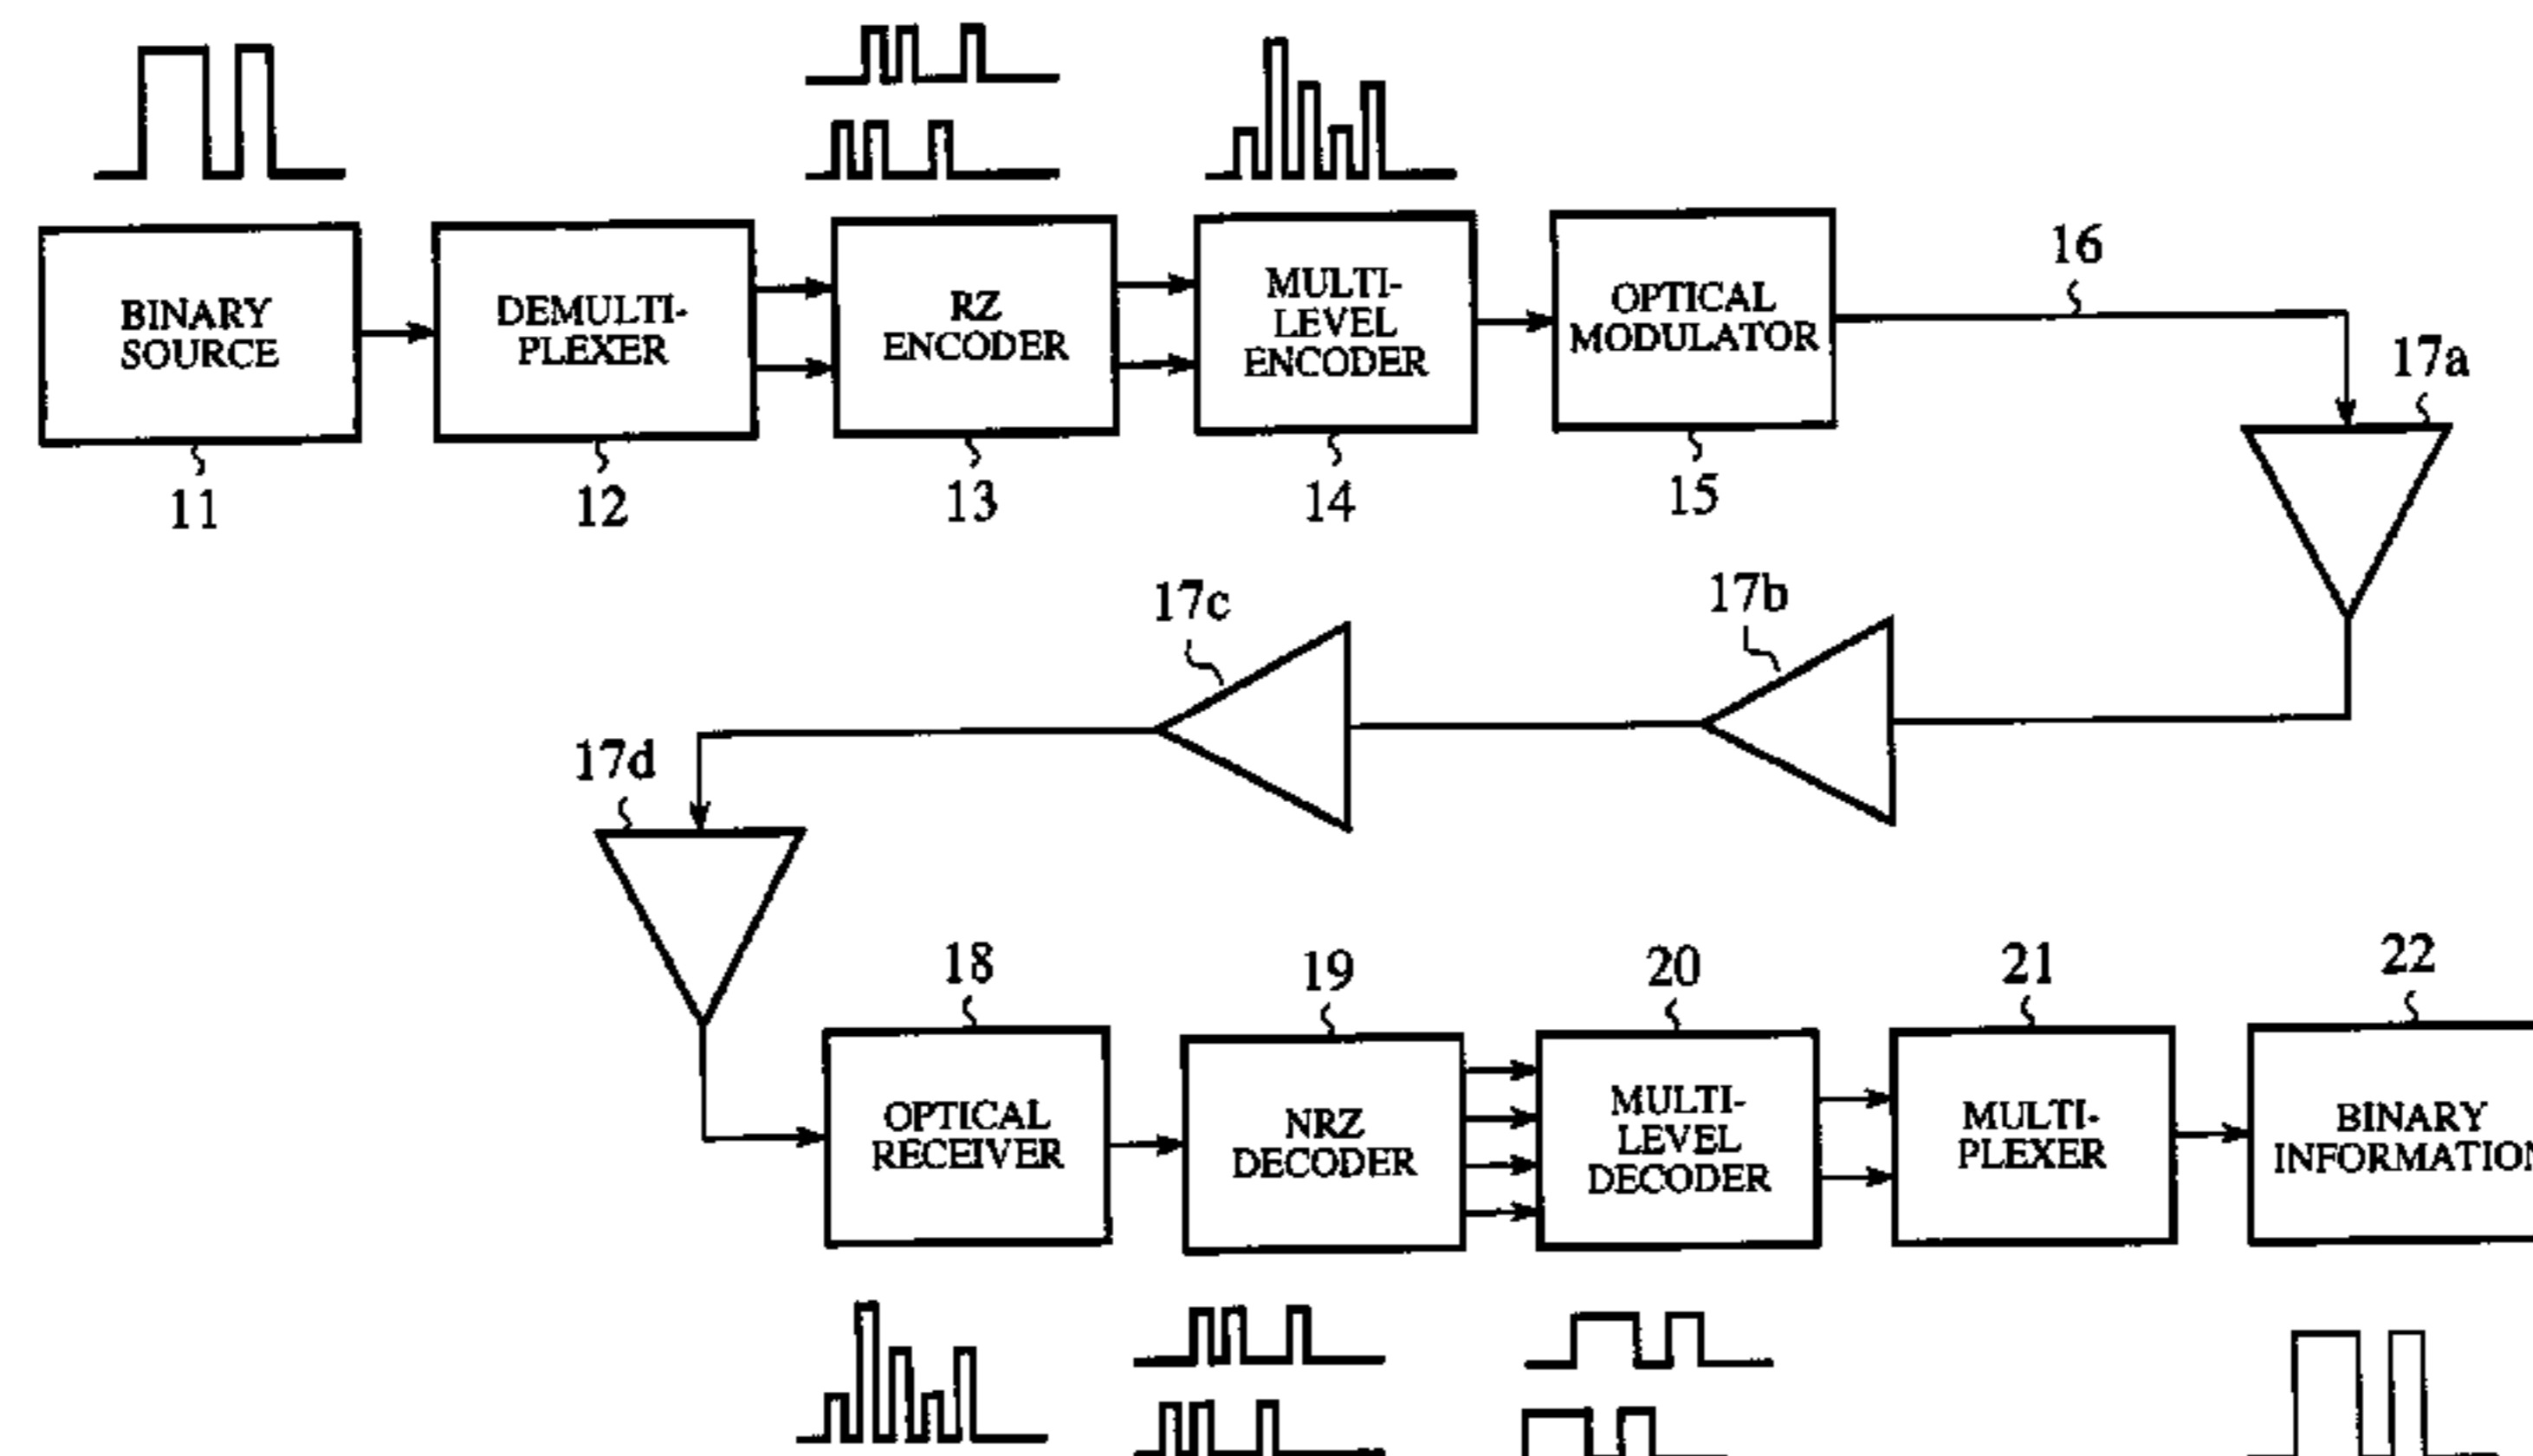 BINARY
SOURCE
11
DEMULTI-
PLEXER
12
RZ
ENCODER
13
MULTI-
LEVEL
ENCODER
14
OPTICAL
MODULATOR
15
16
17a
17b
17c
17d
18
OPTICAL
RECEIVER
19
NRZ
DECODER
20
MULTI-
LEVEL
DECODER
21
MULTI-
PLEXER
22
BINARY
INFORMATION